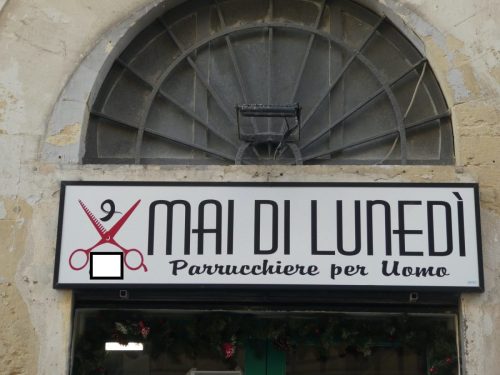 MAI DI LUNEDÌ
Parrucchiere per Uomo